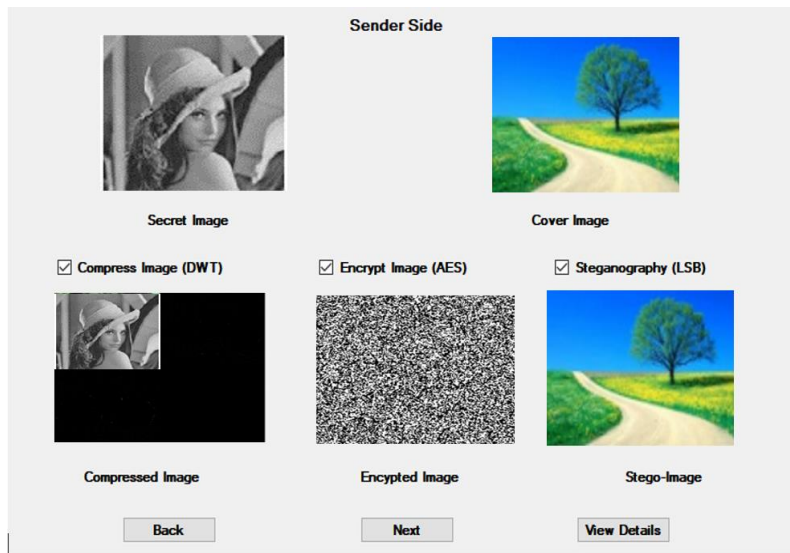 Sender Side
Secret Image
Cover Image
Compress Image (DWT)
Encrypt Image (AES)
Steganography (LSB)
Compressed Image
Encypted Image
Stego-Image
Back
Next
View Details